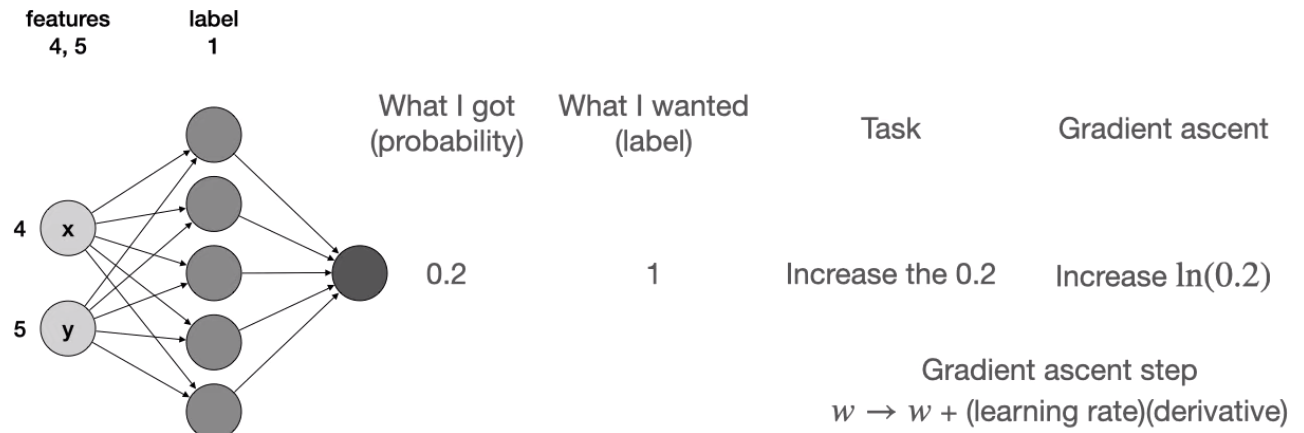 features
4, 5
label
1
What I got
(probability)
What I wanted
(label)
Task
Gradient ascent
4
x
5
y
0.2
1
Increase the 0.2
Increase ln(0.2)
Gradient ascent step
w → w + (learning rate)(derivative)